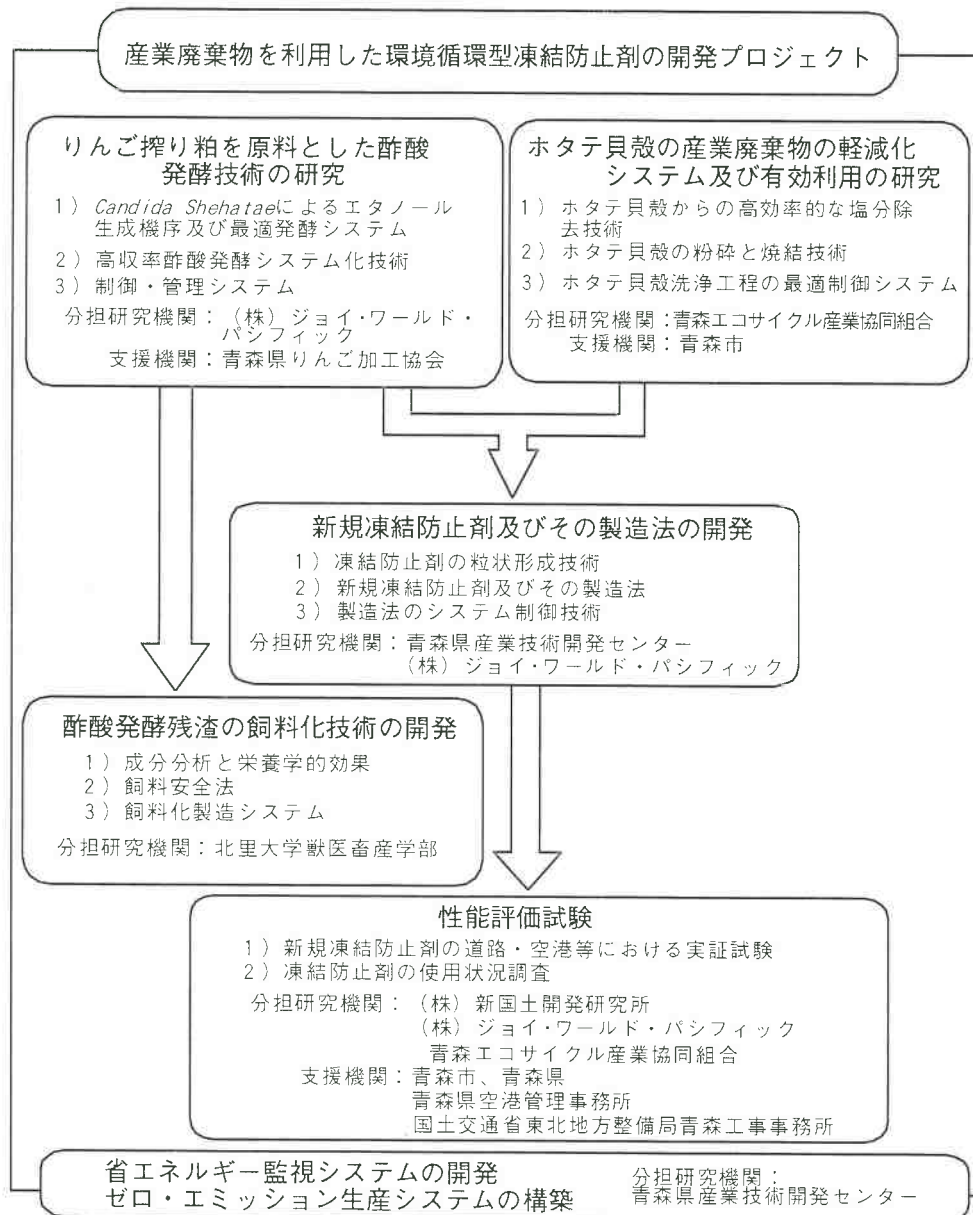 産業廃棄物を利用した環境循環型凍結防止剤の開発プロジェクト
りんご搾り粕を原料とした酢酸
発酵技術の研究
1）Candida Shehataeによるエタノール
生成機序及び最適発酵システム
2）高収率酢酸発酵システム化技術
3）制御・管理システム
分担研究機関：（株）ジョイ・ワールド・
パシフィック
支援機関：青森県りんご加工協会
ホタテ貝殻の産業廃棄物の軽減化
システム及び有効利用の研究
1）ホタテ貝殻からの高効率的な塩分除
去技術
2）ホタテ貝殻の粉砕と焼結技術
3）ホタテ貝殻洗浄工程の最適制御システム
分担研究機関：青森エコサイクル産業協同組合
支援機関：青森市
新規凍結防止剤及びその製造法の開発
1）凍結防止剤の粒状形成技術
2）新規凍結防止剤及びその製造法
3）製造法のシステム制御技術
分担研究機関：青森県産業技術開発センター
（株）ジョイ・ワールド・パシフィック
酢酸発酵残渣の飼料化技術の開発
1）成分分析と栄養学的効果
2）飼料安全法
3）飼料化製造システム
分担研究機関：北里大学獣医畜産学部
性能評価試験
1）新規凍結防止剤の道路・空港等における実証試験
2）凍結防止剤の使用状況調査
分担研究機関：（株）新国土開発研究所
（株）ジョイ・ワールド・パシフィック
青森エコサイクル産業協同組合
支援機関：青森市、青森県
青森県空港管理事務所
国土交通省東北地方整備局青森工事事務所
省エネルギー監視システムの開発
ゼロ・エミッション生産システムの構築
分担研究機関：
青森県産業技術開発センター